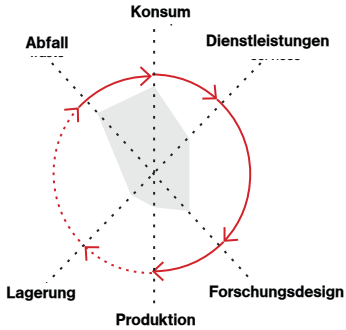 Konsum
Abfall
Dienstleistungen
Lagerung
Forschungsdesign
Produktion